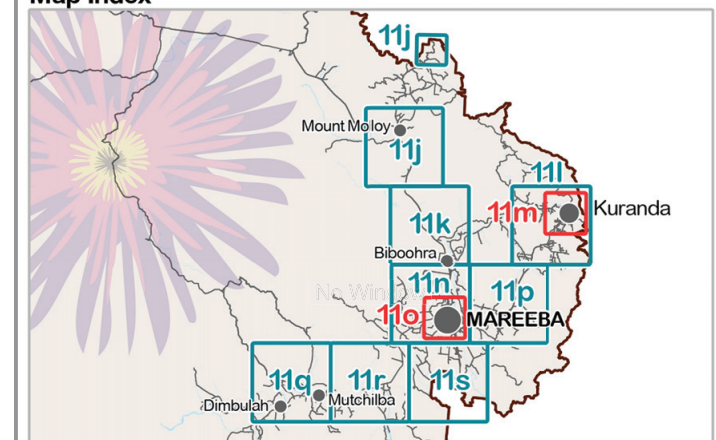 Map Index
11j
Mount Molloy
11j
11l
11m
Kuranda
11k
Biboohra
11n
11p
11o
MAREEBA
11q
11r
11s
Dimbulah
Mutchilba